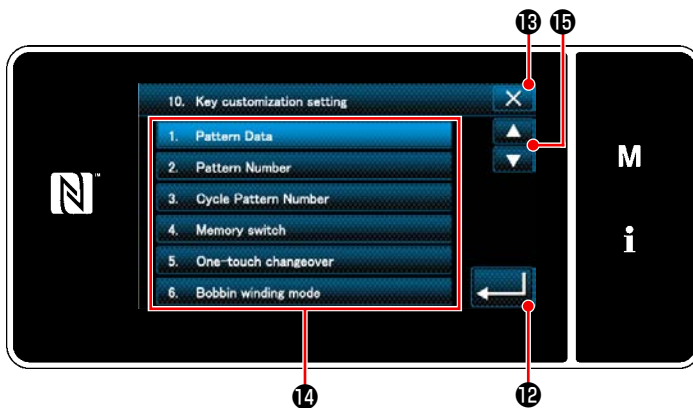 ⓭ ⓯
10. Key customization setting
1. Pattern Data
2. Pattern Number
3. Cycle Pattern Number
4. Memory switch
5. One-touch changeover
6. Bobbin winding mode
N
M
i
⓮ ⓬